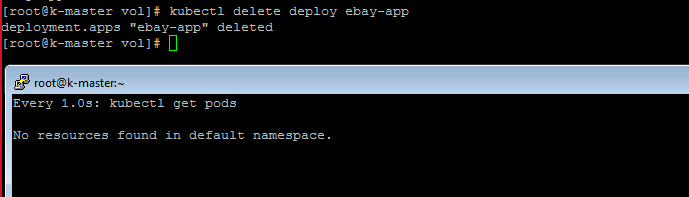 [root@k-master vol]# kubectl delete deploy ebay-app
deployment.apps "ebay-app" deleted
[root@k-master vol]#
root@k-master:~
Every 1.0s: kubectl get pods
No resources found in default namespace.